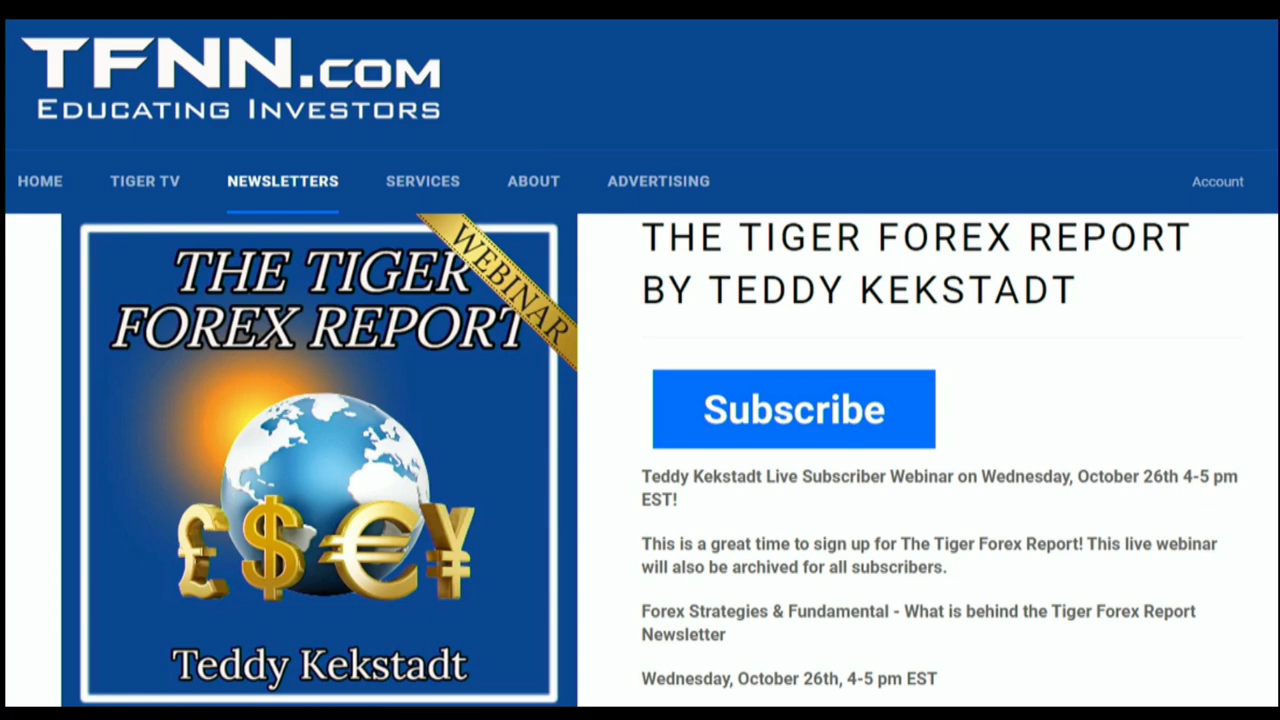 TFNN.COM
EDUCATING INVESTORS
HOME
TIGER TV
NEWSLETTERS
SERVICES
ABOUT
ADVERTISING
Account
WEBINAR
THE TIGER
FOREX REPORT
£$€¥
Teddy Kekstadt
THE TIGER FOREX REPORT
BY TEDDY KEKSTADT
Subscribe
Teddy Kekstadt Live Subscriber Webinar on Wednesday, October 26th 4-5 pm
EST!
This is a great time to sign up for The Tiger Forex Report! This live webinar
will also be archived for all subscribers.
Forex Strategies & Fundamental - What is behind the Tiger Forex Report
Newsletter
Wednesday, October 26th, 4-5 pm EST